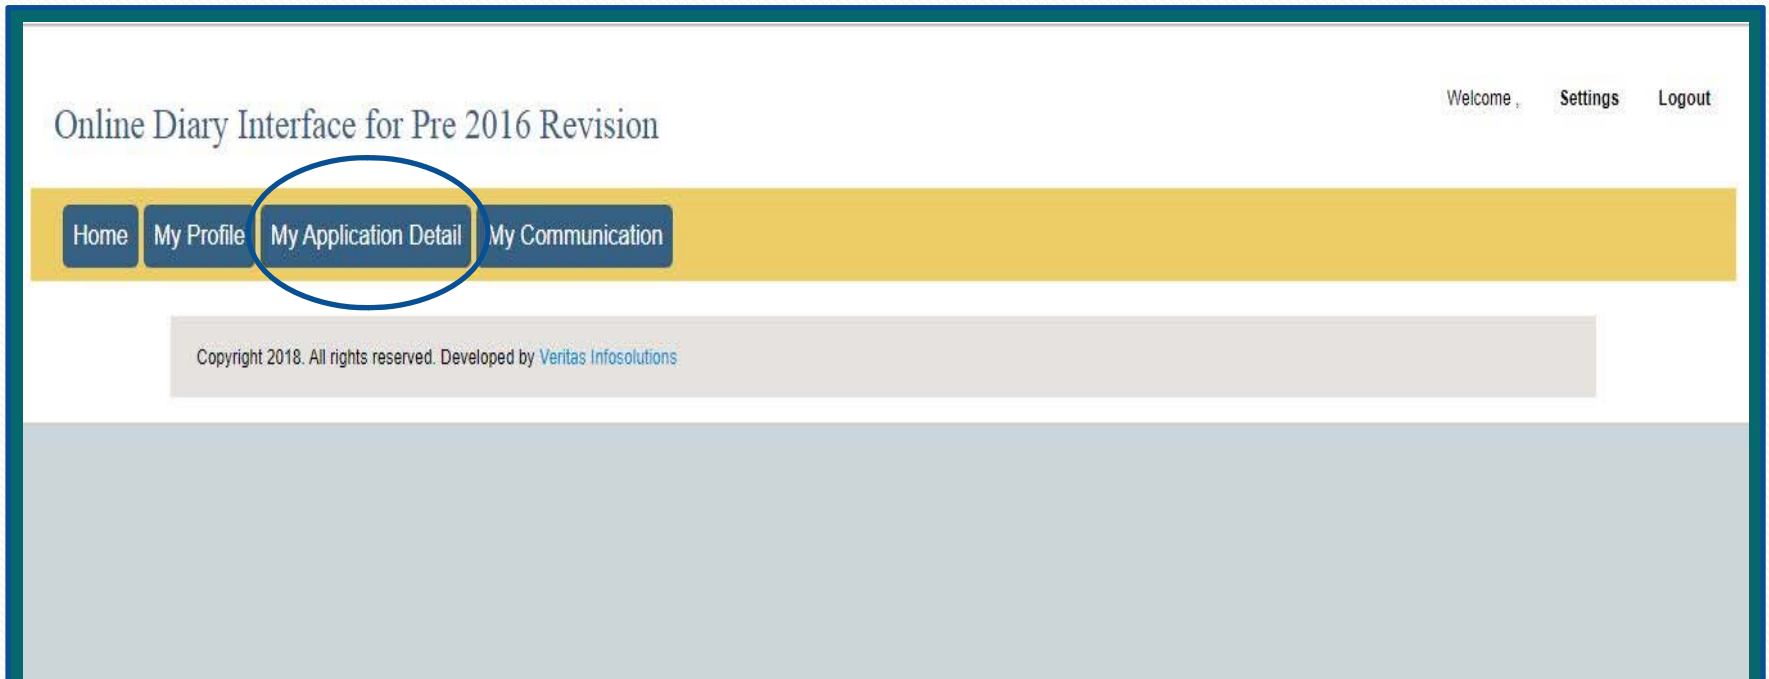 Welcome , Settings Logout
Online Diary Interface for Pre 2016 Revision
Home My Profile My Application Detail My Communication
Copyright 2018. All rights reserved. Developed by Veritas Infosolutions